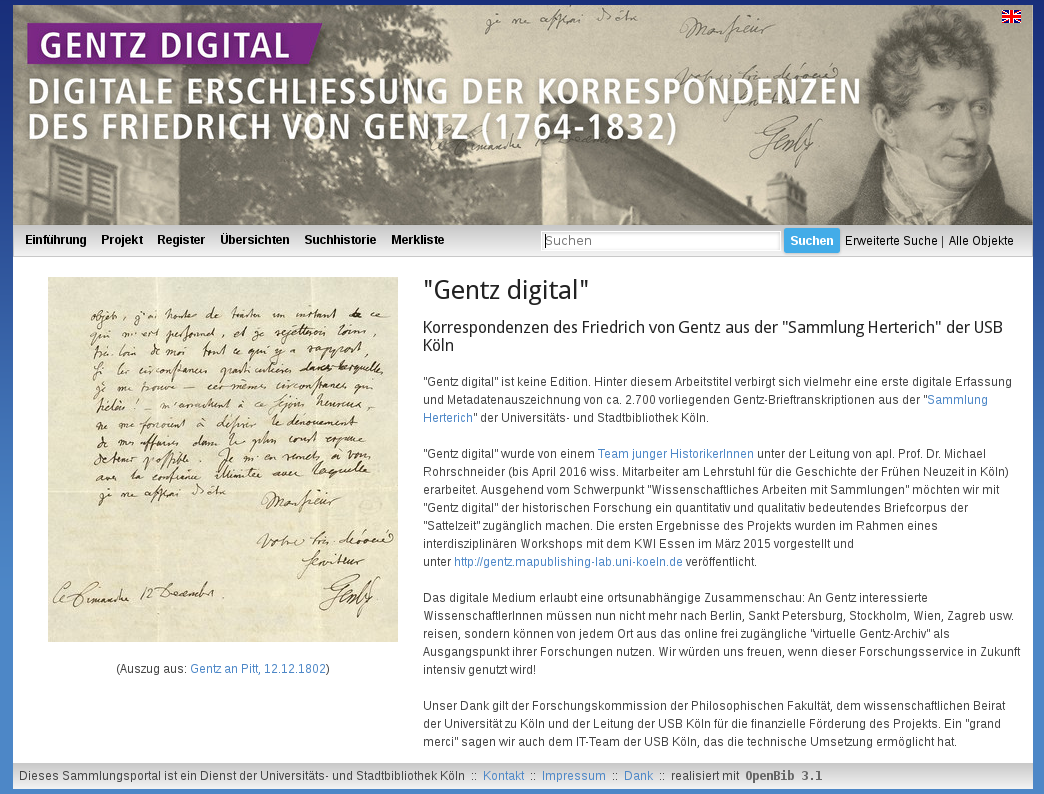 GENTZ DIGITAL
DIGITALE ERSCHLIESSUNG DER KORRESPONDENZEN
DES FRIEDRICH VON GENTZ (1764-1832)
je ne
Monsieur
Votre très-dévoué
Gentz
Einführung Projekt Register Übersichten Suchhistorie Merkliste Suchen Suchen Erweiterte Suche | Alle Objekte
objets, j'ai honte de traiter un instant de ce
qui m'est personnel, et je rejetterois loin,
très-loin de moi tout ce qui y a rapport,
si les circonstances particulières dans lesquelles
je me trouve — ces mêmes circonstances qui
hélas! — m'arrachent à ce séjour heureux,
ne me forçoient à désirer le dénouement
de mes affaires dans le plus court espace
de tems possible. Je m'en remets à vous
avec la confiance illimitée avec laquelle
je ne
Monsieur
Votre très-dévoué
serviteur
Gentz
Ce Dimanche 12 Décembre.
(Auszug aus: Gentz an Pitt, 12.12.1802)
"Gentz digital"
Korrespondenzen des Friedrich von Gentz aus der "Sammlung Herterich" der USB
Köln
"Gentz digital" ist keine Edition. Hinter diesem Arbeitstitel verbirgt sich vielmehr eine erste digitale Erfassung
und Metadatenauszeichnung von ca. 2.700 vorliegenden Gentz-Brieftranskriptionen aus der "Sammlung
Herterich" der Universitäts- und Stadtbibliothek Köln.
"Gentz digital" wurde von einem Team junger HistorikerInnen unter der Leitung von apl. Prof. Dr. Michael
Rohrschneider (bis April 2016 wiss. Mitarbeiter am Lehrstuhl für die Geschichte der Frühen Neuzeit in Köln)
erarbeitet. Ausgehend vom Schwerpunkt "Wissenschaftliches Arbeiten mit Sammlungen" möchten wir mit
"Gentz digital" der historischen Forschung ein quantitativ und qualitativ bedeutendes Briefcorpus der
"Sattelzeit" zugänglich machen. Die ersten Ergebnisse des Projekts wurden im Rahmen eines
interdisziplinären Workshops mit dem KWI Essen im März 2015 vorgestellt und
unter http://gentz.mapublishing-lab.uni-koeln.de veröffentlicht.
Das digitale Medium erlaubt eine ortsunabhängige Zusammenschau: An Gentz interessierte
WissenschaftlerInnen müssen nun nicht mehr nach Berlin, Sankt Petersburg, Stockholm, Wien, Zagreb usw.
reisen, sondern können von jedem Ort aus das online frei zugängliche "virtuelle Gentz-Archiv" als
Ausgangspunkt ihrer Forschungen nutzen. Wir würden uns freuen, wenn dieser Forschungsservice in Zukunft
intensiv genutzt wird!
Unser Dank gilt der Forschungskommission der Philosophischen Fakultät, dem wissenschaftlichen Beirat
der Universität zu Köln und der Leitung der USB Köln für die finanzielle Förderung des Projekts. Ein "grand
merci" sagen wir auch dem IT-Team der USB Köln, das die technische Umsetzung ermöglicht hat.
Dieses Sammlungsportal ist ein Dienst der Universitäts- und Stadtbibliothek Köln :: Kontakt :: Impressum :: Dank :: realisiert mit OpenBib 3.1